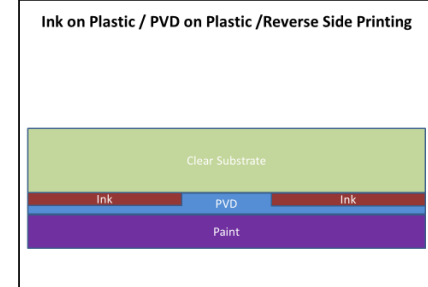 Ink on Plastic / PVD on Plastic /Reverse Side Printing
Clear Substrate
Ink
PVD
Ink
Paint